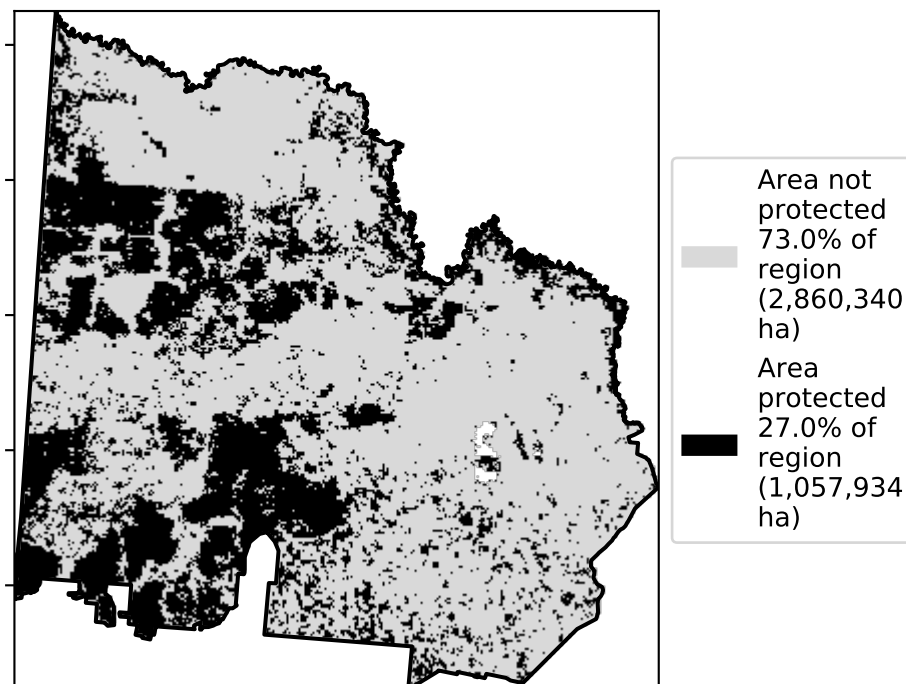 Area not
protected
73.0% of
region
(2,860,340
ha)
Area
protected
27.0% of
region
(1,057,934
ha)